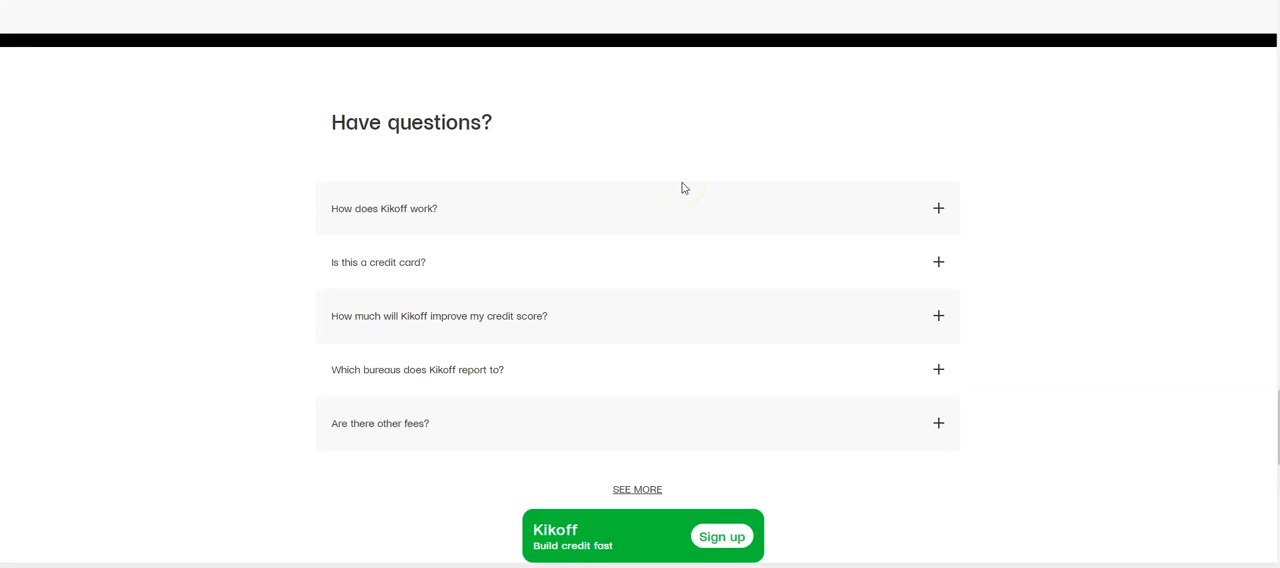 Have questions?
How does Kikoff work?
Is this a credit card?
How much will Kikoff improve my credit score?
Which bureaus does Kikoff report to?
Are there other fees?
SEE MORE
Kikoff
Build credit fast
Sign up